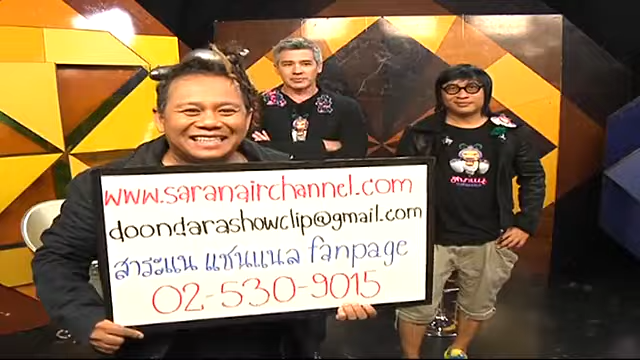 www.saranairchannel.com
doondarashowclip@gmail.com
สาระแน แชนแนล fanpage
02-530-9015